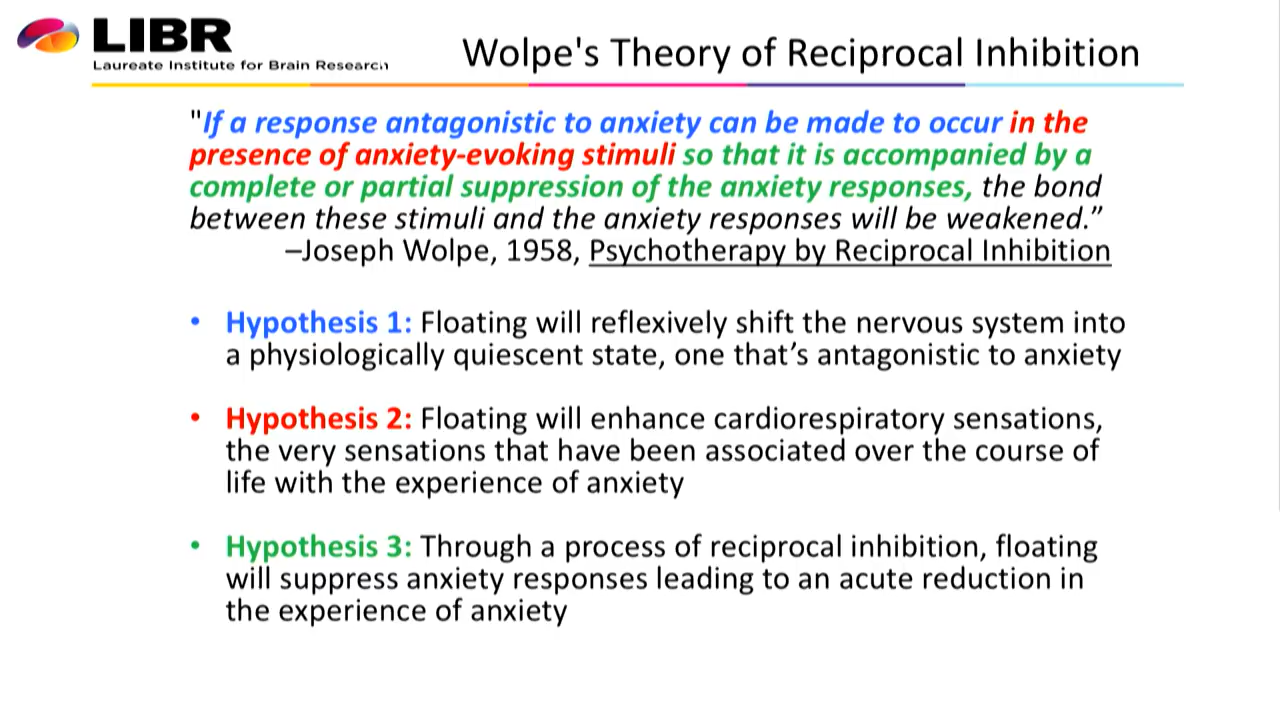 LIBR
Laureate Institute for Brain Research
Wolpe's Theory of Reciprocal Inhibition
"If a response antagonistic to anxiety can be made to occur in the
presence of anxiety-evoking stimuli so that it is accompanied by a
complete or partial suppression of the anxiety responses, the bond
between these stimuli and the anxiety responses will be weakened.”
–Joseph Wolpe, 1958, Psychotherapy by Reciprocal Inhibition
• Hypothesis 1: Floating will reflexively shift the nervous system into
a physiologically quiescent state, one that’s antagonistic to anxiety
• Hypothesis 2: Floating will enhance cardiorespiratory sensations,
the very sensations that have been associated over the course of
life with the experience of anxiety
• Hypothesis 3: Through a process of reciprocal inhibition, floating
will suppress anxiety responses leading to an acute reduction in
the experience of anxiety